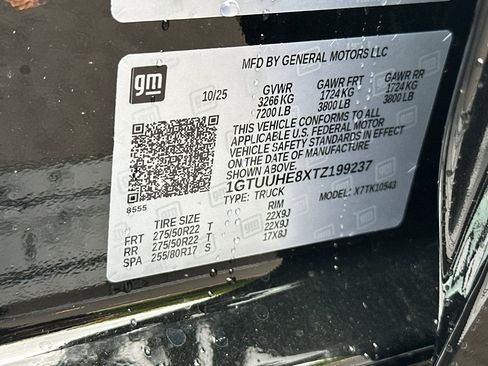 MFD BY GENERAL MOTORS LLC
gm
10/25 GVWR GAWR FRT GAWR RR
3266 KG 1724 KG 1724 KG
7200 LB 3800 LB 3800 LB
THIS VEHICLE CONFORMS TO ALL
APPLICABLE U.S. FEDERAL MOTOR
VEHICLE SAFETY STANDARDS IN
EFFECT ON THE DATE OF MANUFACTURE
SHOWN ABOVE.
1GTUUHE8XTZ199237
8555 TYPE: TRUCK MODEL: X7TK10543
TIRE SIZE RIM
FRT 275/50R22 T 22X9J
RR 275/50R22 T 22X9J
SPA 255/80R17 S 17X8J